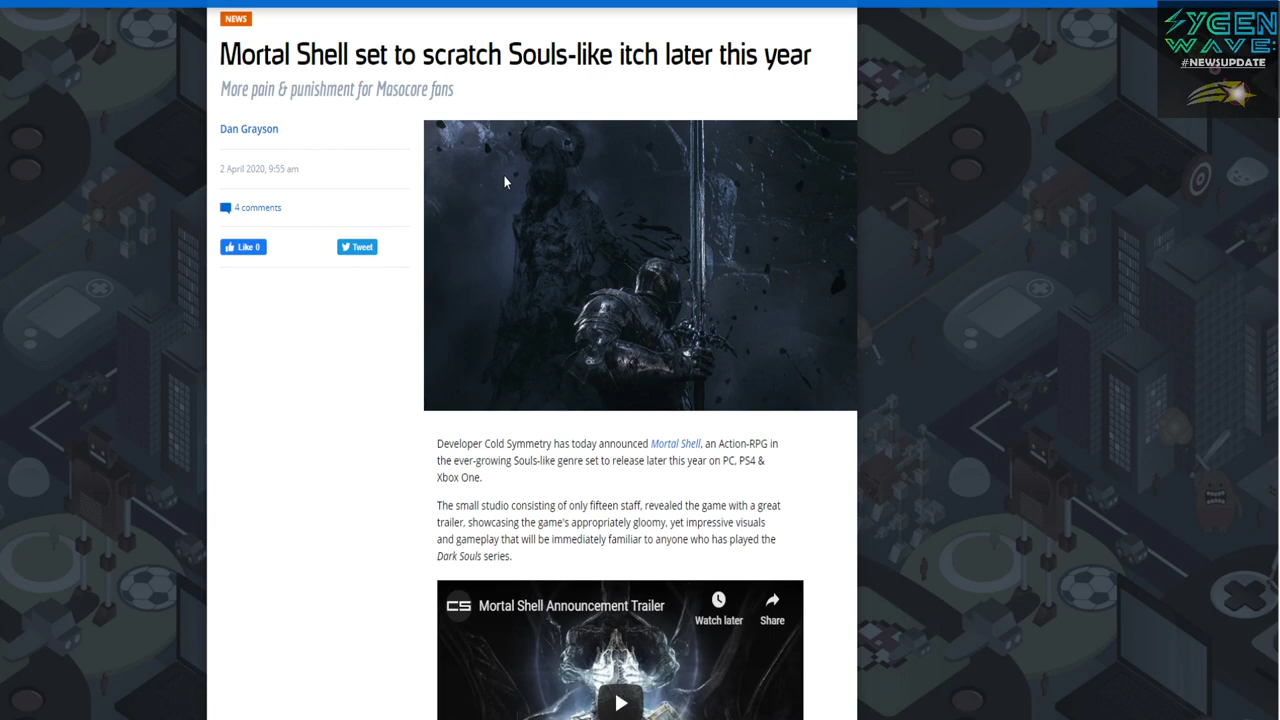 NEWS
Mortal Shell set to scratch Souls-like itch later this year
More pain & punishment for Masocore fans
Dan Grayson
2 April 2020, 9:55 am
4 comments
Like 0
Tweet
Developer Cold Symmetry has today announced Mortal Shell, an Action-RPG in
the ever-growing Souls-like genre set to release later this year on PC, PS4 &
Xbox One.
The small studio consisting of only fifteen staff, revealed the game with a great
trailer, showcasing the game's appropriately gloomy, yet impressive visuals
and gameplay that will be immediately familiar to anyone who has played the
Dark Souls series.
CS Mortal Shell Announcement Trailer
Watch later
Share
SYGEN
WAVE:
#NEWSUPDATE